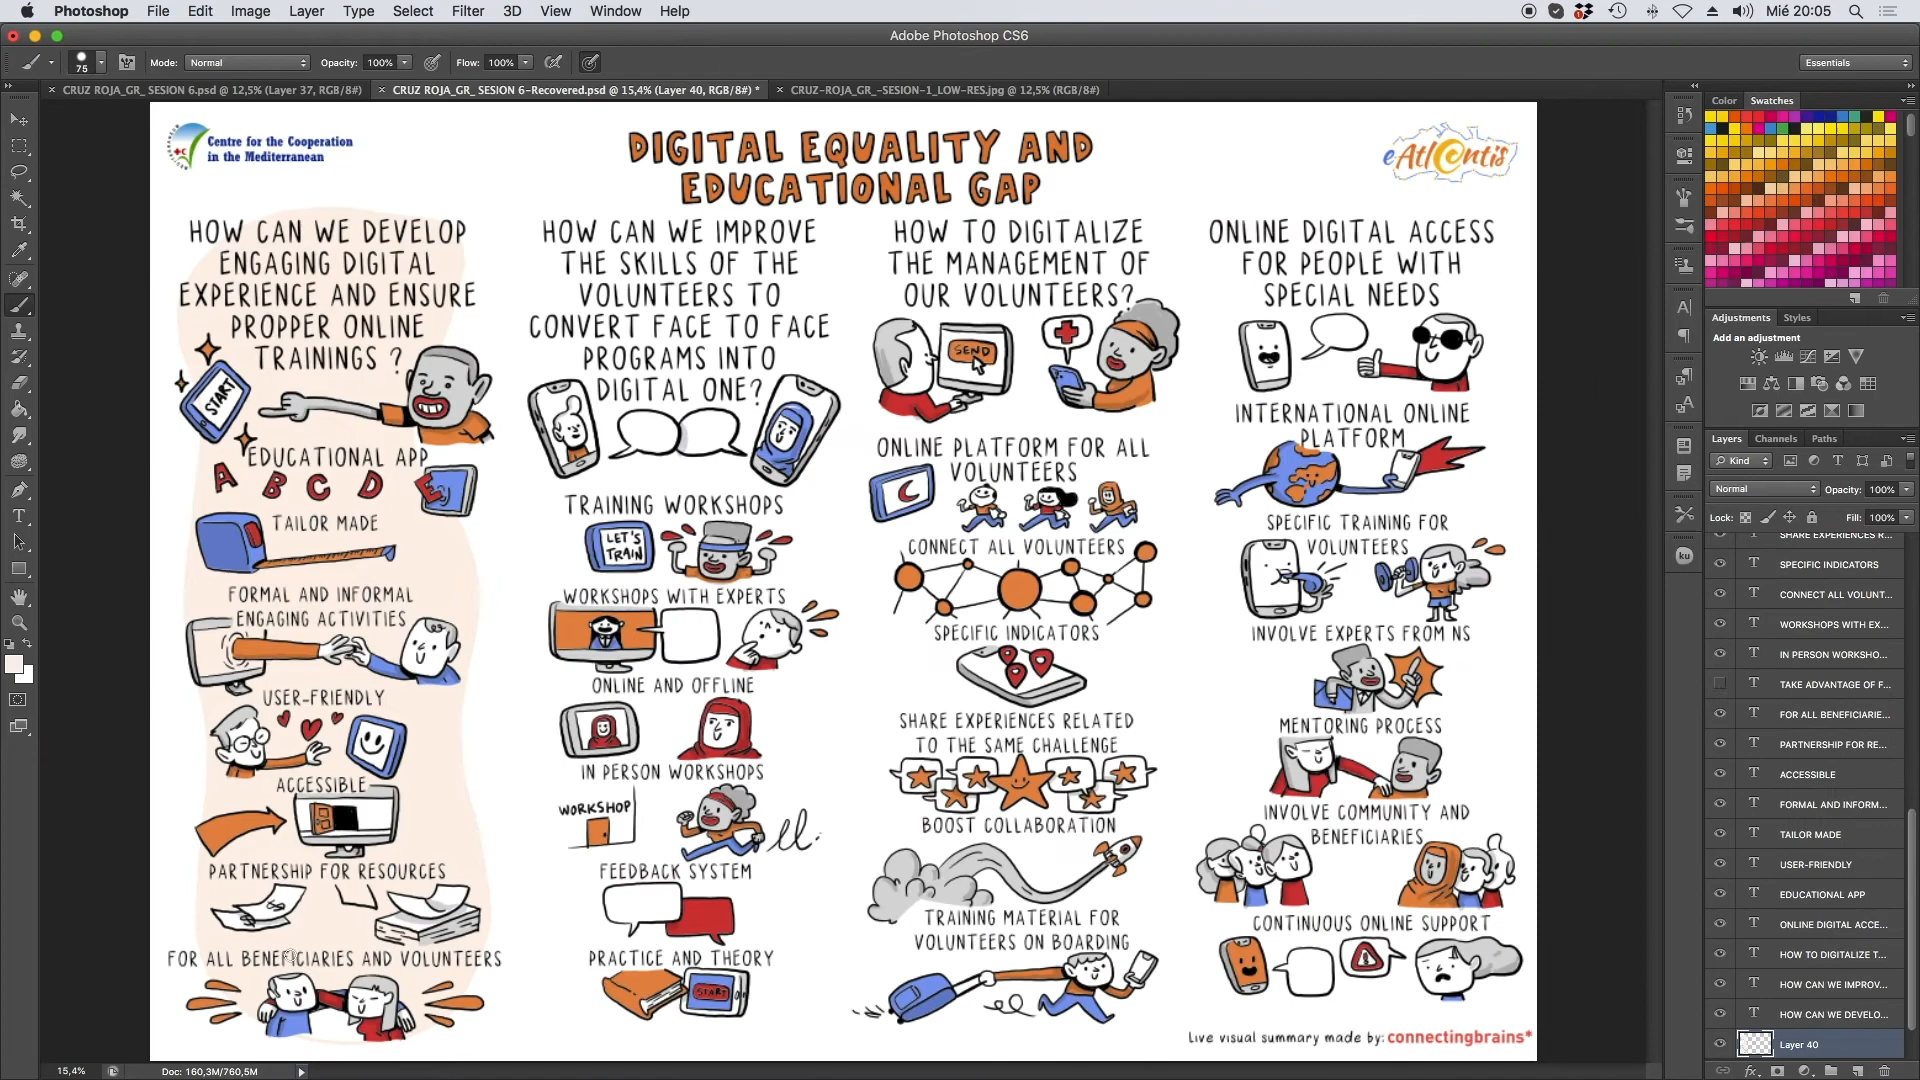 Photoshop File Edit Image Layer Type Select Filter 3D View Window Help
Mié 20:05
Adobe Photoshop CS6
75 Mode: Normal Opacity: 100% Flow: 100% Essentials
CRUZ ROJA_GR_ SESION 6.psd @ 12,5% (Layer 37, RGB/8#)
CRUZ ROJA_GR_ SESION 6-Recovered.psd @ 15,4% (Layer 40, RGB/8#) *
CRUZ-ROJA_GR_-SESION-1_LOW-RES.jpg @ 12,5% (RGB/8#)
Centre for the Cooperation
in the Mediterranean
DIGITAL EQUALITY AND
EDUCATIONAL GAP
eAtl@ntis
HOW CAN WE DEVELOP
ENGAGING DIGITAL
EXPERIENCE AND ENSURE
PROPPER ONLINE
TRAININGS ?
START
EDUCATIONAL APP
A B C D E
TAILOR MADE
FORMAL AND INFORMAL
ENGAGING ACTIVITIES
USER-FRIENDLY
ACCESSIBLE
PARTNERSHIP FOR RESOURCES
FOR ALL BENEFICIARIES AND VOLUNTEERS
HOW CAN WE IMPROVE
THE SKILLS OF THE
VOLUNTEERS TO
CONVERT FACE TO FACE
PROGRAMS INTO
DIGITAL ONE?
TRAINING WORKSHOPS
LET'S
TRAIN
WORKSHOPS WITH EXPERTS
ONLINE AND OFFLINE
IN PERSON WORKSHOPS
WORKSHOP
FEEDBACK SYSTEM
PRACTICE AND THEORY
START
HOW TO DIGITALIZE
THE MANAGEMENT OF
OUR VOLUNTEERS?
SEND
ONLINE PLATFORM FOR ALL
VOLUNTEERS
CONNECT ALL VOLUNTEERS
SPECIFIC INDICATORS
SHARE EXPERIENCES RELATED
TO THE SAME CHALLENGE
BOOST COLLABORATION
TRAINING MATERIAL FOR
VOLUNTEERS ON BOARDING
ONLINE DIGITAL ACCESS
FOR PEOPLE WITH
SPECIAL NEEDS
INTERNATIONAL ONLINE
PLATFORM
SPECIFIC TRAINING FOR
VOLUNTEERS
INVOLVE EXPERTS FROM NS
MENTORING PROCESS
INVOLVE COMMUNITY AND
BENEFICIARIES
CONTINUOUS ONLINE SUPPORT
Live visual summary made by: connectingbrains*
Color Swatches
Adjustments Styles
Add an adjustment
Layers Channels Paths
Kind
Normal Opacity: 100%
Lock: Fill: 100%
SHARE EXPERIENCES R...
SPECIFIC INDICATORS
CONNECT ALL VOLUNT...
WORKSHOPS WITH EX...
IN PERSON WORKSHO...
TAKE ADVANTAGE OF F...
FOR ALL BENEFICIARIE...
PARTNERSHIP FOR RE...
ACCESSIBLE
FORMAL AND INFORM...
TAILOR MADE
USER-FRIENDLY
EDUCATIONAL APP
ONLINE DIGITAL ACCE...
HOW TO DIGITALIZE T...
HOW CAN WE IMPROV...
HOW CAN WE DEVELO...
Layer 40
15,4% Doc: 160,3M/760,5M